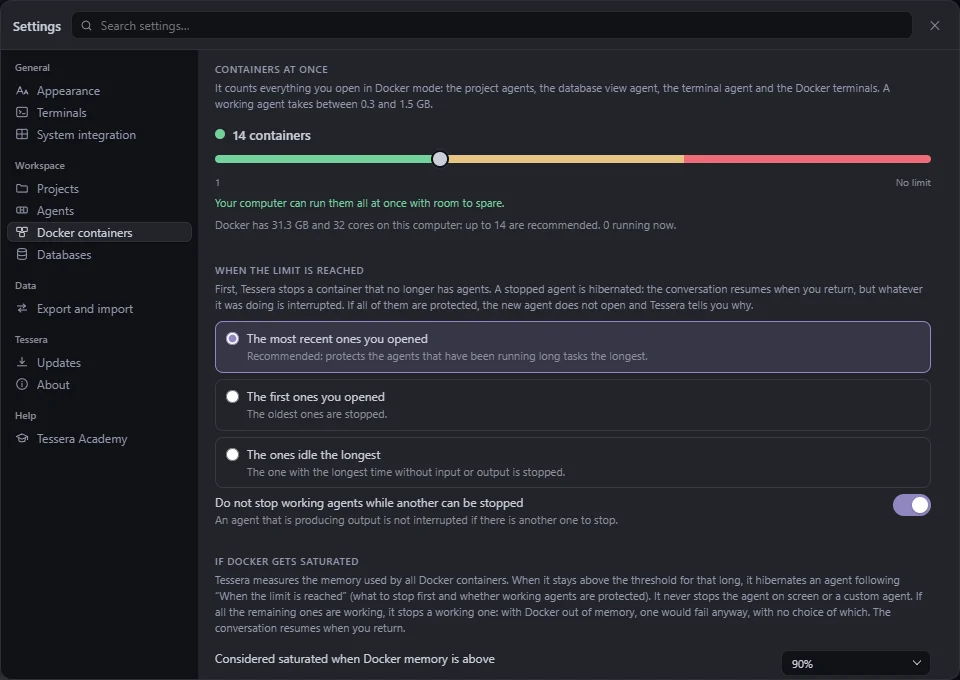 Settings
Search settings...
General
Appearance
Terminals
System integration
Workspace
Projects
Agents
Docker containers
Databases
Data
Export and import
Tessera
Updates
About
Help
Tessera Academy
CONTAINERS AT ONCE
It counts everything you open in Docker mode: the project agents, the database view agent, the terminal agent and the Docker terminals. A
working agent takes between 0.3 and 1.5 GB.
14 containers
1
No limit
Your computer can run them all at once with room to spare.
Docker has 31.3 GB and 32 cores on this computer: up to 14 are recommended. 0 running now.
WHEN THE LIMIT IS REACHED
First, Tessera stops a container that no longer has agents. A stopped agent is hibernated: the conversation resumes when you return, but whatever
it was doing is interrupted. If all of them are protected, the new agent does not open and Tessera tells you why.
The most recent ones you opened
Recommended: protects the agents that have been running long tasks the longest.
The first ones you opened
The oldest ones are stopped.
The ones idle the longest
The one with the longest time without input or output is stopped.
Do not stop working agents while another can be stopped
An agent that is producing output is not interrupted if there is another one to stop.
IF DOCKER GETS SATURATED
Tessera measures the memory used by all Docker containers. When it stays above the threshold for that long, it hibernates an agent following
“When the limit is reached” (what to stop first and whether working agents are protected). It never stops the agent on screen or a custom agent. If
all the remaining ones are working, it stops a working one: with Docker out of memory, one would fail anyway, with no choice of which. The
conversation resumes when you return.
Considered saturated when Docker memory is above
90%